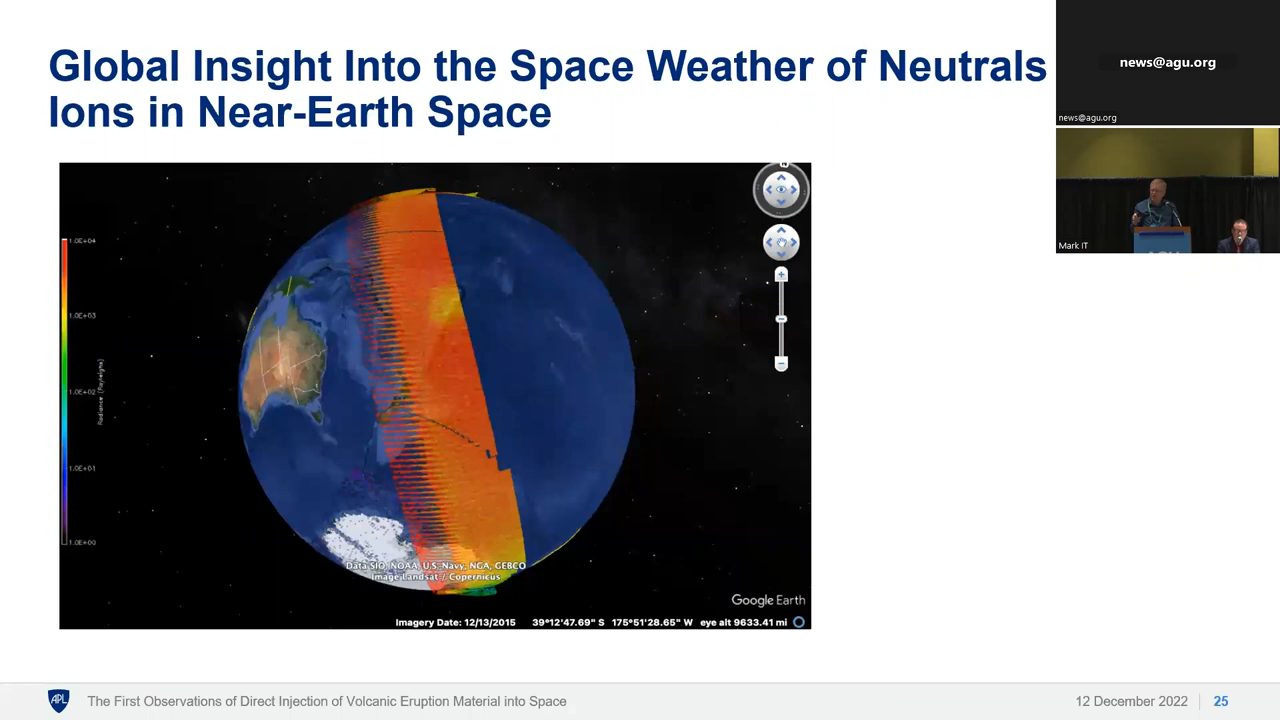 Global Insight Into the Space Weather of Neutrals
Ions in Near-Earth Space
news@agu.org
news@agu.org
Mark IT
1.0E+04
1.0E+03
1.0E+02
1.0E+01
1.0E+00
Radiance (Rayleighs)
Data SIO, NOAA, U.S. Navy, NGA, GEBCO
Image Landsat / Copernicus
Google Earth
Imagery Date: 12/13/2015 39°12'47.69" S 175°51'28.65" W eye alt 9633.41 mi
APL
The First Observations of Direct Injection of Volcanic Eruption Material into Space
12 December 2022
25